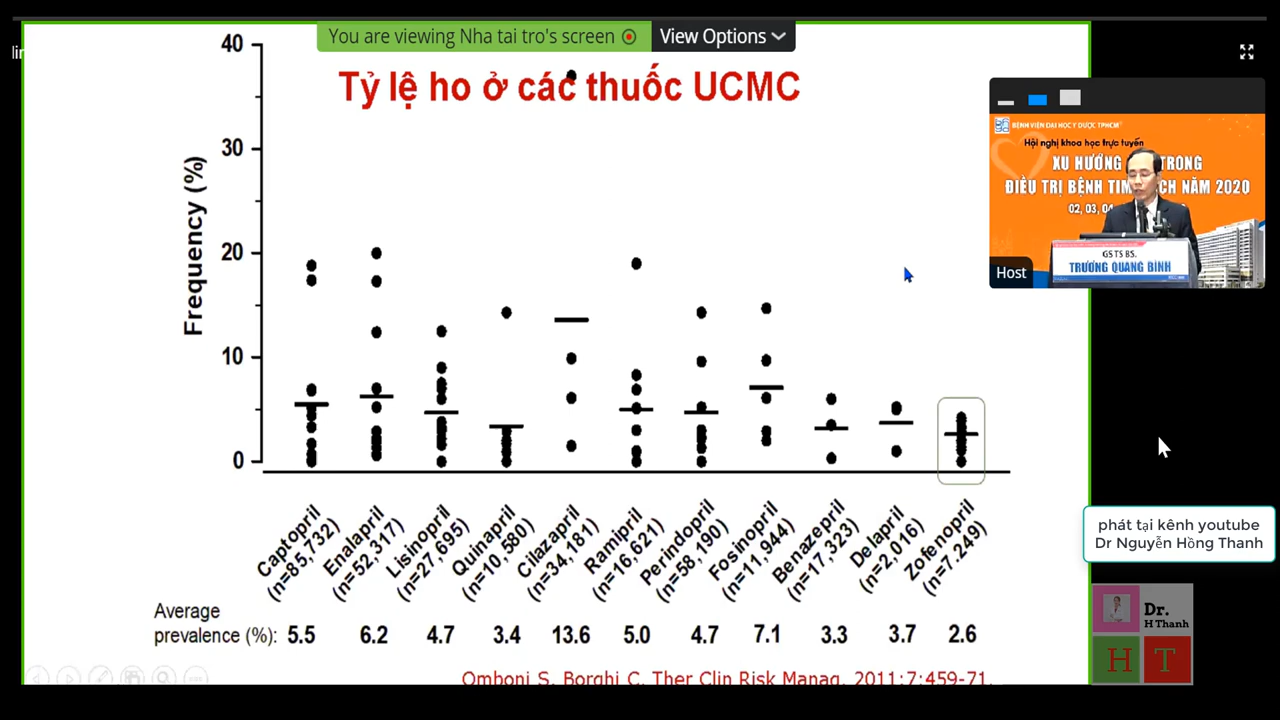 You are viewing Nha tai tro's screen
View Options
40
Tỷ lệ ho ở các thuốc UCMC
30
20
10
0
Frequency (%)
Captopril
(n=85,732)
Enalapril
(n=52,317)
Lisinopril
(n=27,695)
Quinapril
(n=10,580)
Cilazapril
(n=34,181)
Ramipril
(n=16,621)
Perindopril
(n=58,190)
Fosinopril
(n=11,944)
Benazepril
(n=17,323)
Delapril
(n=2,016)
Zofenopril
(n=7.249)
Average
prevalence (%): 5.5 6.2 4.7 3.4 13.6 5.0 4.7 7.1 3.3 3.7 2.6
Omboni S, Borghi C. Ther Clin Risk Manag. 2011:7:459-71.
BỆNH VIỆN ĐẠI HỌC Y DƯỢC TPHCM
Hội nghị khoa học trực tuyến
XU HƯỚNG TRONG
ĐIỀU TRỊ BỆNH TIM CH NĂM 2020
02, 03, 04
GS TS BS.
TRƯƠNG QUANG BÌNH
Host
phát tại kênh youtube
Dr Nguyễn Hồng Thanh
Dr.
H Thanh
H T